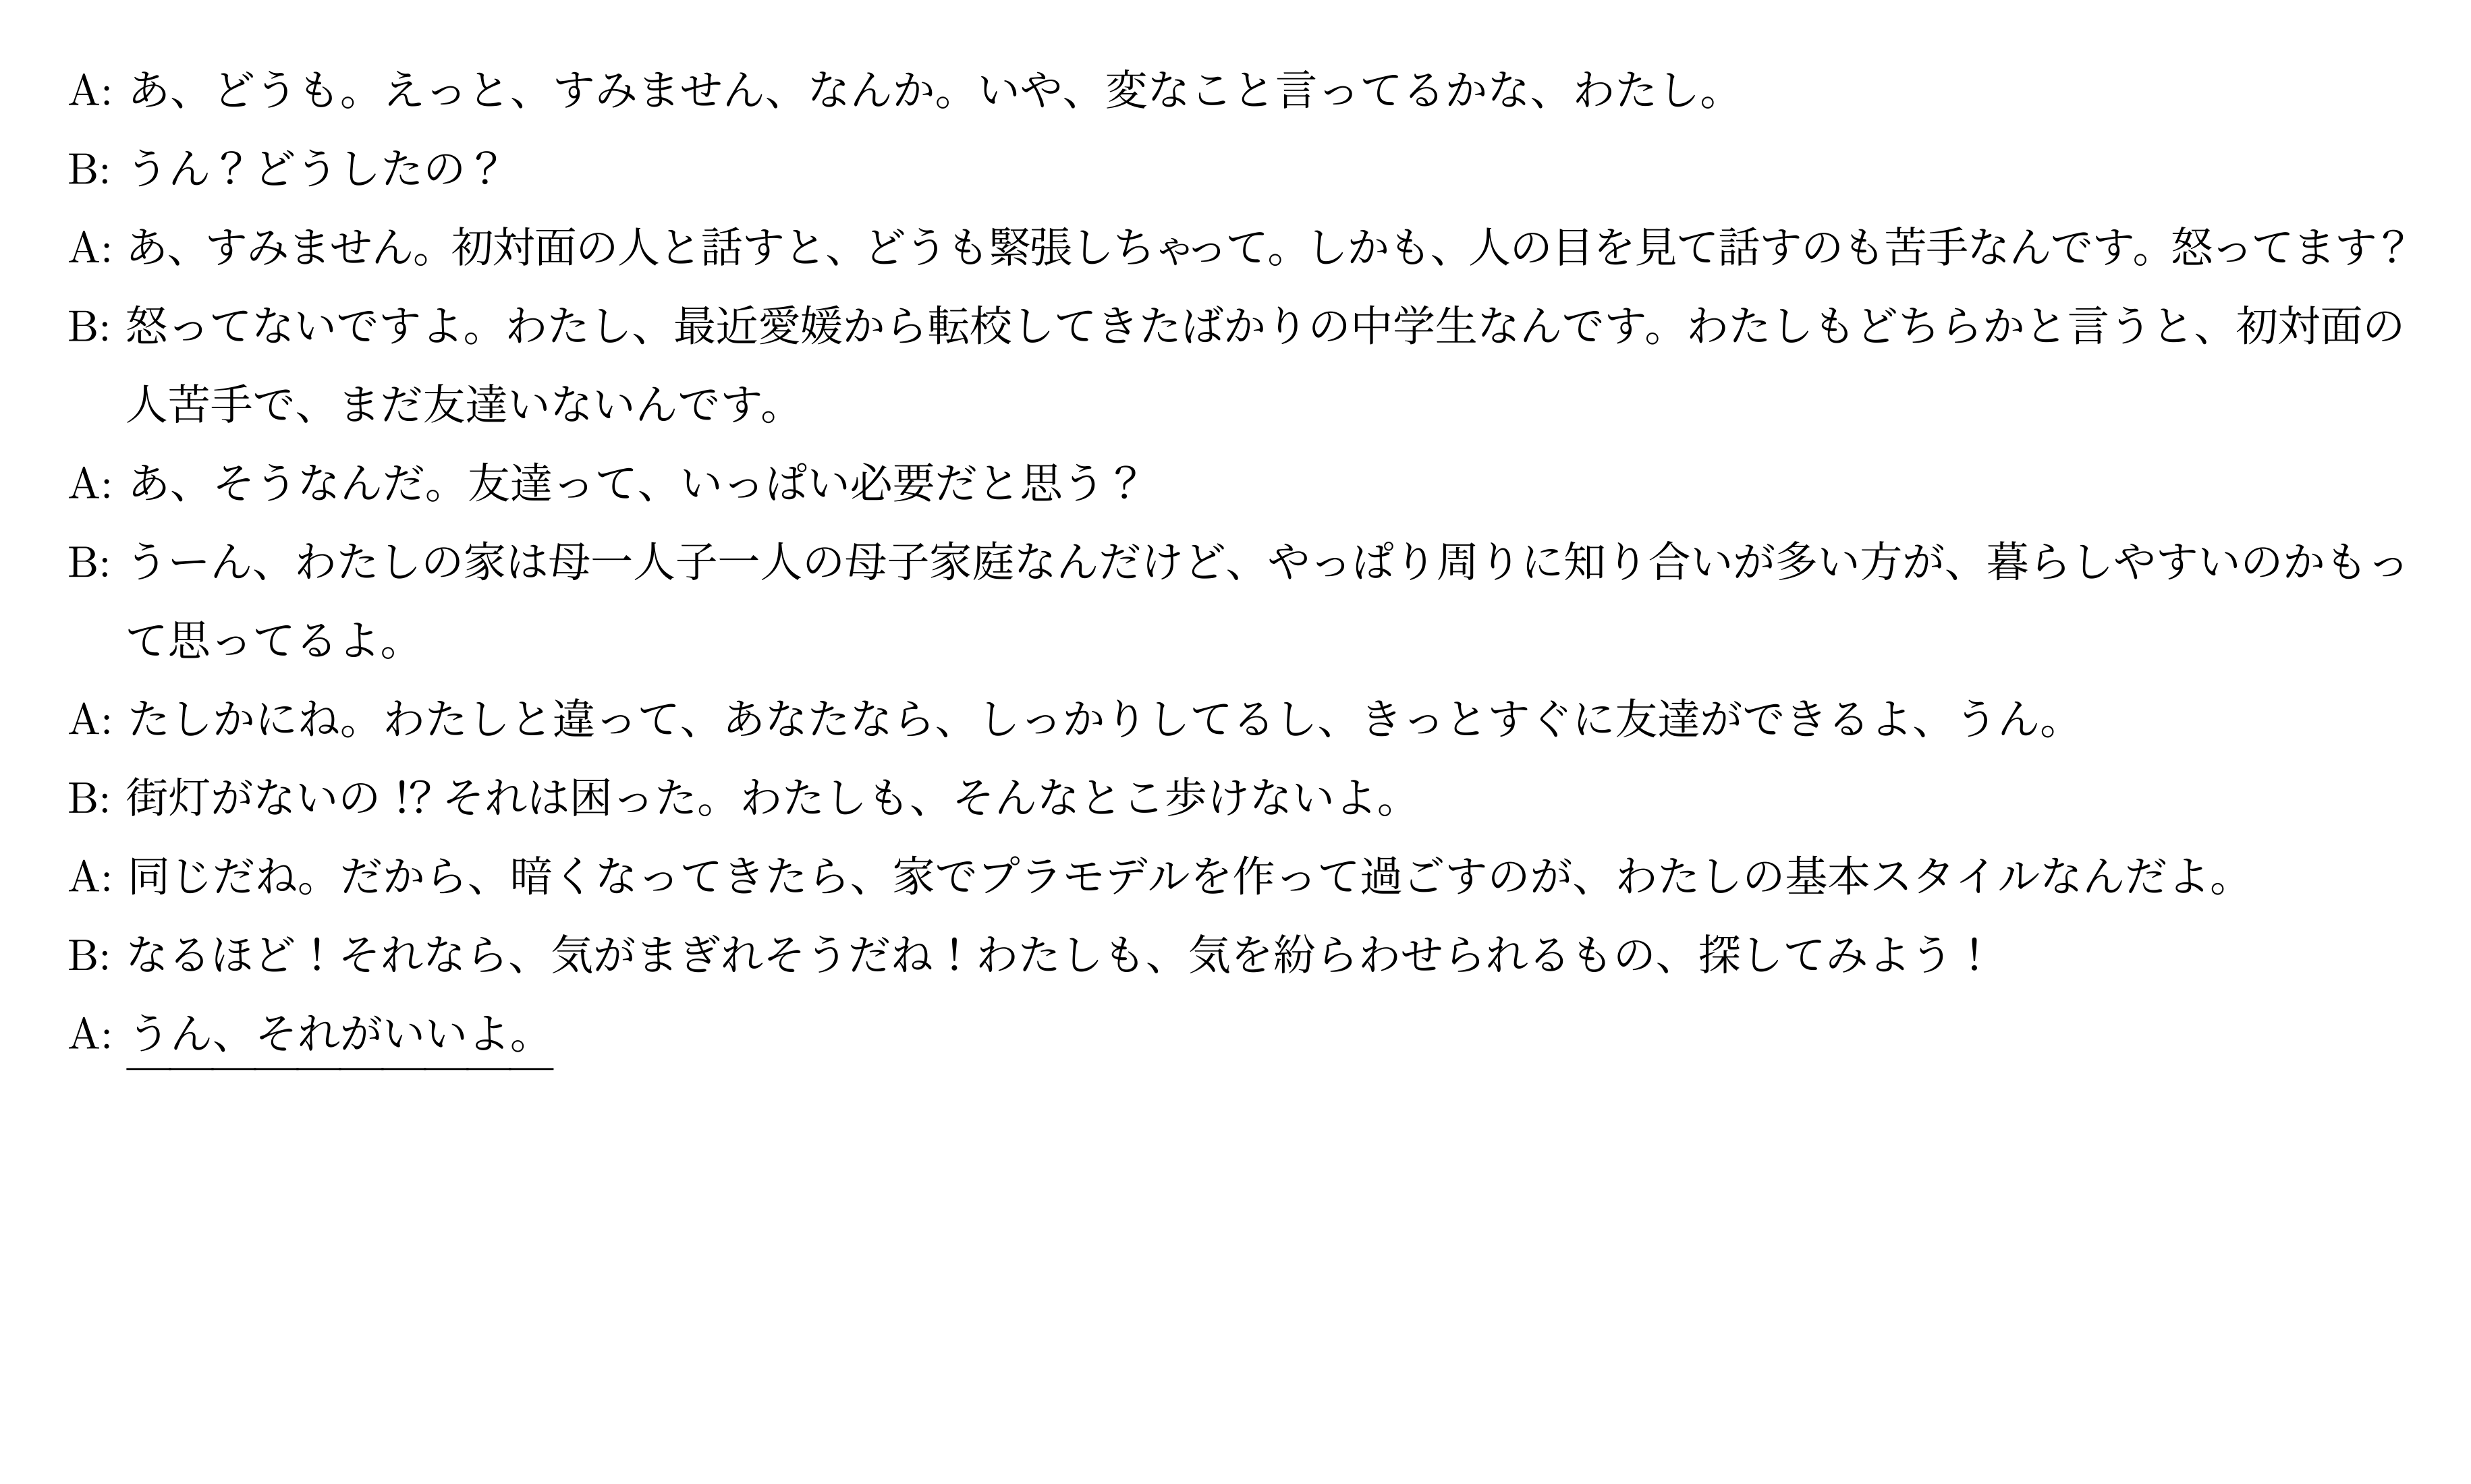 A: あ、どうも。えっと、すみません、なんか。いや、変なこと言ってるかな、わたし。
B: うん？どうしたの？
A: あ、すみません。初対面の人と話すと、どうも緊張しちゃって。しかも、人の目を見て話すのも苦手なんです。怒ってます？
B: 怒ってないですよ。わたし、最近愛媛から転校してきたばかりの中学生なんです。わたしもどちらかと言うと、初対面の
人苦手で、まだ友達いないんです。
A: あ、そうなんだ。友達って、いっぱい必要だと思う？
B: うーん、わたしの家は母一人子一人の母子家庭なんだけど、やっぱり周りに知り合いが多い方が、暮らしやすいのかもっ
て思ってるよ。
A: たしかにね。わたしと違って、あなたなら、しっかりしてるし、きっとすぐに友達ができるよ、うん。
B: 街灯がないの⁉それは困った。わたしも、そんなとこ歩けないよ。
A: 同じだね。だから、暗くなってきたら、家でプラモデルを作って過ごすのが、わたしの基本スタイルなんだよ。
B: なるほど！それなら、気がまぎれそうだね！わたしも、気を紛らわせられるもの、探してみよう！
A: うん、それがいいよ。